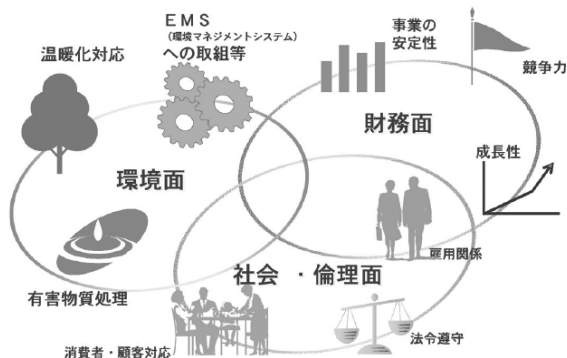 EMS
（環境マネジメントシステム）
への取組等
温暖化対応
事業の
安定性
競争力
財務面
成長性
環境面
雇用関係
社会・倫理面
有害物質処理
法令遵守
消費者・顧客対応